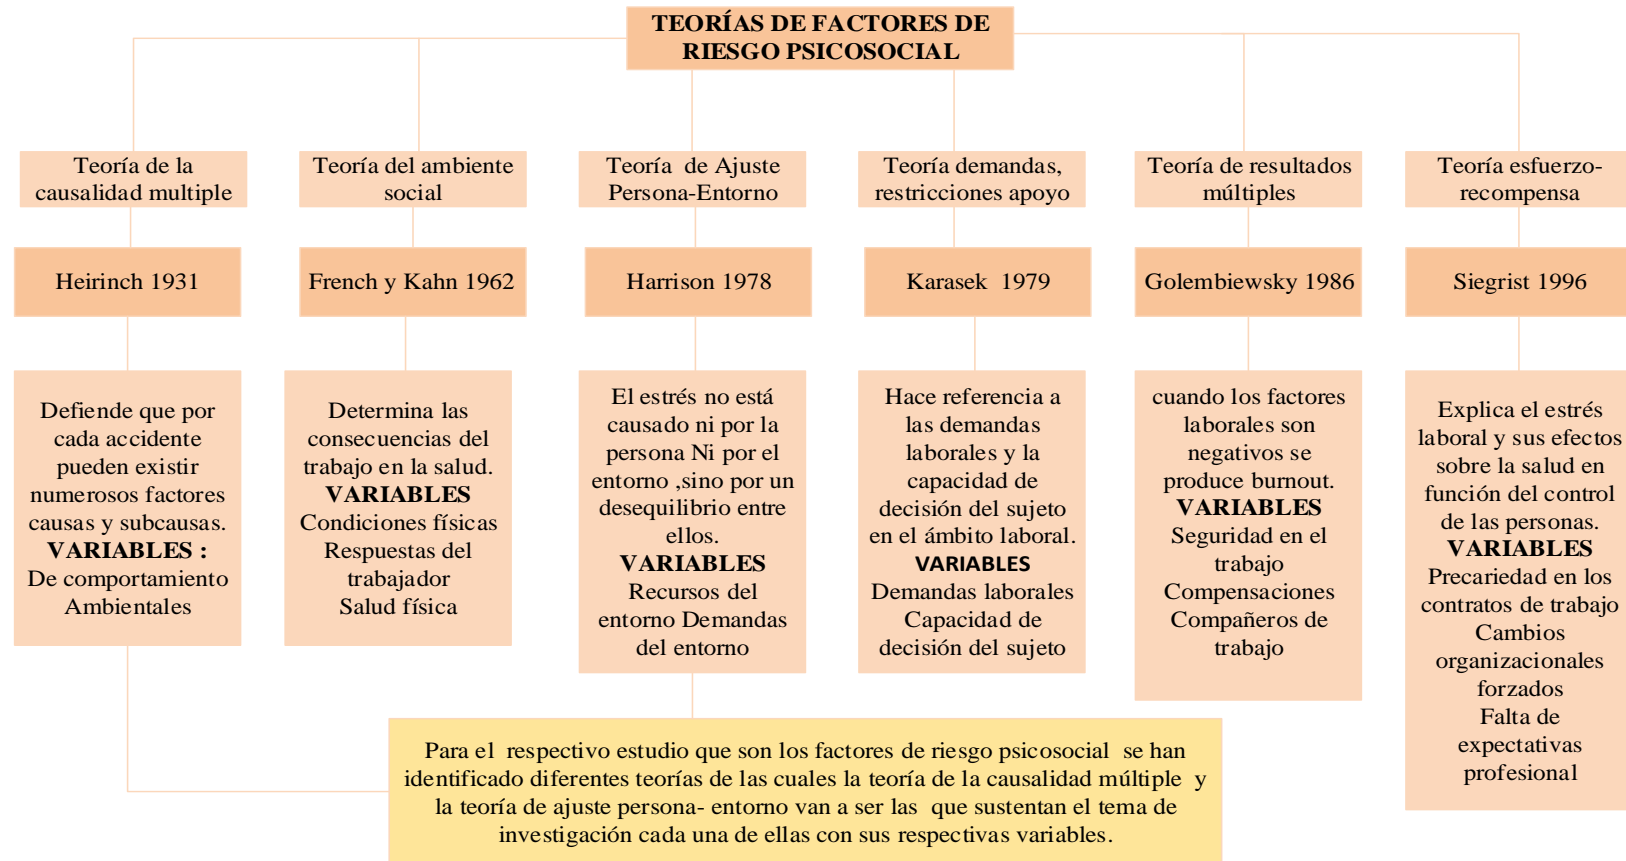 TEORÍAS DE FACTORES DE
RIESGO PSICOSOCIAL
Teoría de la
causalidad multiple
Teoría del ambiente
social
Teoría de Ajuste
Persona-Entorno
Teoría demandas,
restricciones apoyo
Teoría de resultados
múltiples
Teoría esfuerzo-
recompensa
Heirinch 1931
French y Kahn 1962
Harrison 1978
Karasek 1979
Golembiewsky 1986
Siegrist 1996
Defiende que por
cada accidente
pueden existir
numerosos factores
causas y subcausas.
VARIABLES :
De comportamiento
Ambientales
Determina las
consecuencias del
trabajo en la salud.
VARIABLES
Condiciones físicas
Respuestas del
trabajador
Salud física
El estrés no está
causado ni por la
persona Ni por el
entorno ,sino por un
desequilibrio entre
ellos.
VARIABLES
Recursos del
entorno Demandas
del entorno
Hace referencia a
las demandas
laborales y la
capacidad de
decisión del sujeto
en el ámbito laboral.
VARIABLES
Demandas laborales
Capacidad de
decisión del sujeto
cuando los factores
laborales son
negativos se
produce burnout.
VARIABLES
Seguridad en el
trabajo
Compensaciones
Compañeros de
trabajo
Explica el estrés
laboral y sus efectos
sobre la salud en
función del control
de las personas.
VARIABLES
Precariedad en los
contratos de trabajo
Cambios
organizacionales
forzados
Falta de
expectativas
profesional
Para el respectivo estudio que son los factores de riesgo psicosocial se han
identificado diferentes teorías de las cuales la teoría de la causalidad múltiple y
la teoría de ajuste persona- entorno van a ser las que sustentan el tema de
investigación cada una de ellas con sus respectivas variables.